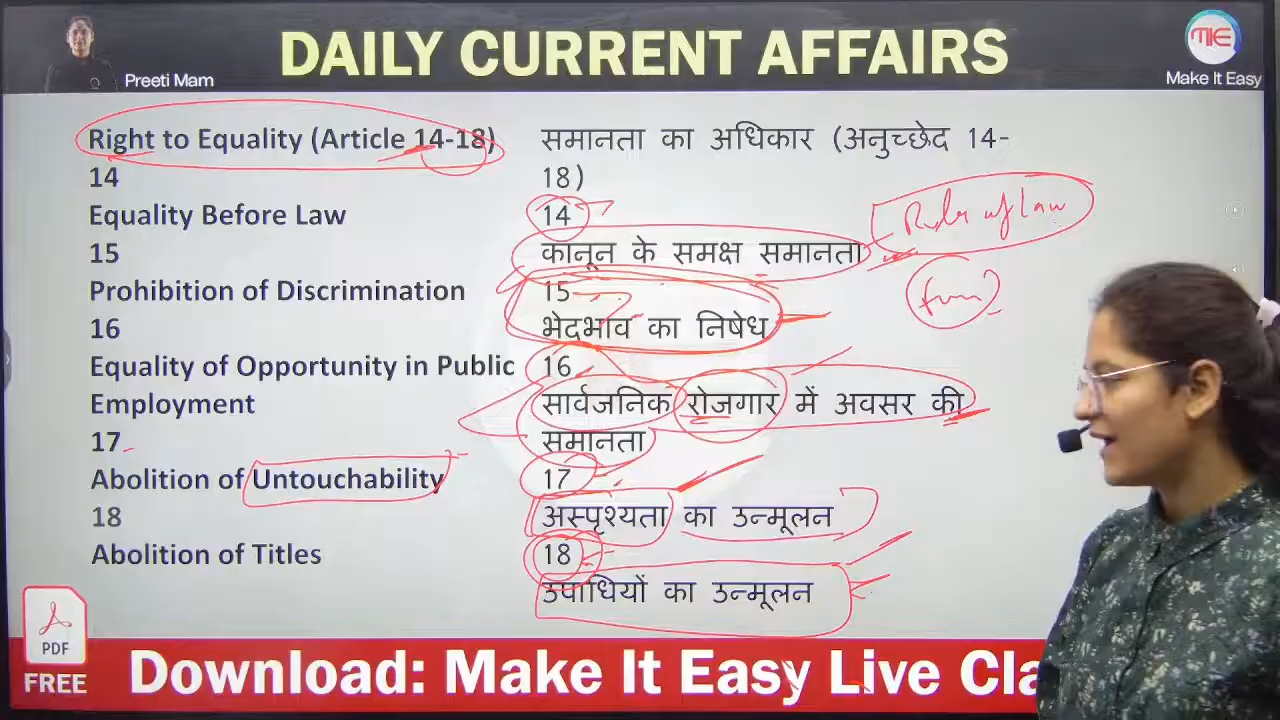 DAILY CURRENT AFFAIRS
Preeti Mam
MIE
Make It Easy
Right to Equality (Article 14-18)
14
Equality Before Law
15
Prohibition of Discrimination
16
Equality of Opportunity in Public
Employment
17
Abolition of Untouchability
18
Abolition of Titles
समानता का अधिकार (अनुच्छेद 14-
18)
14
कानून के समक्ष समानता
Rule of law
15
भेदभाव का निषेध
16
सार्वजनिक रोजगार में अवसर की
समानता
17
अस्पृश्यता का उन्मूलन
18
उपाधियों का उन्मूलन
PDF
FREE
Download: Make It Easy Live Cla